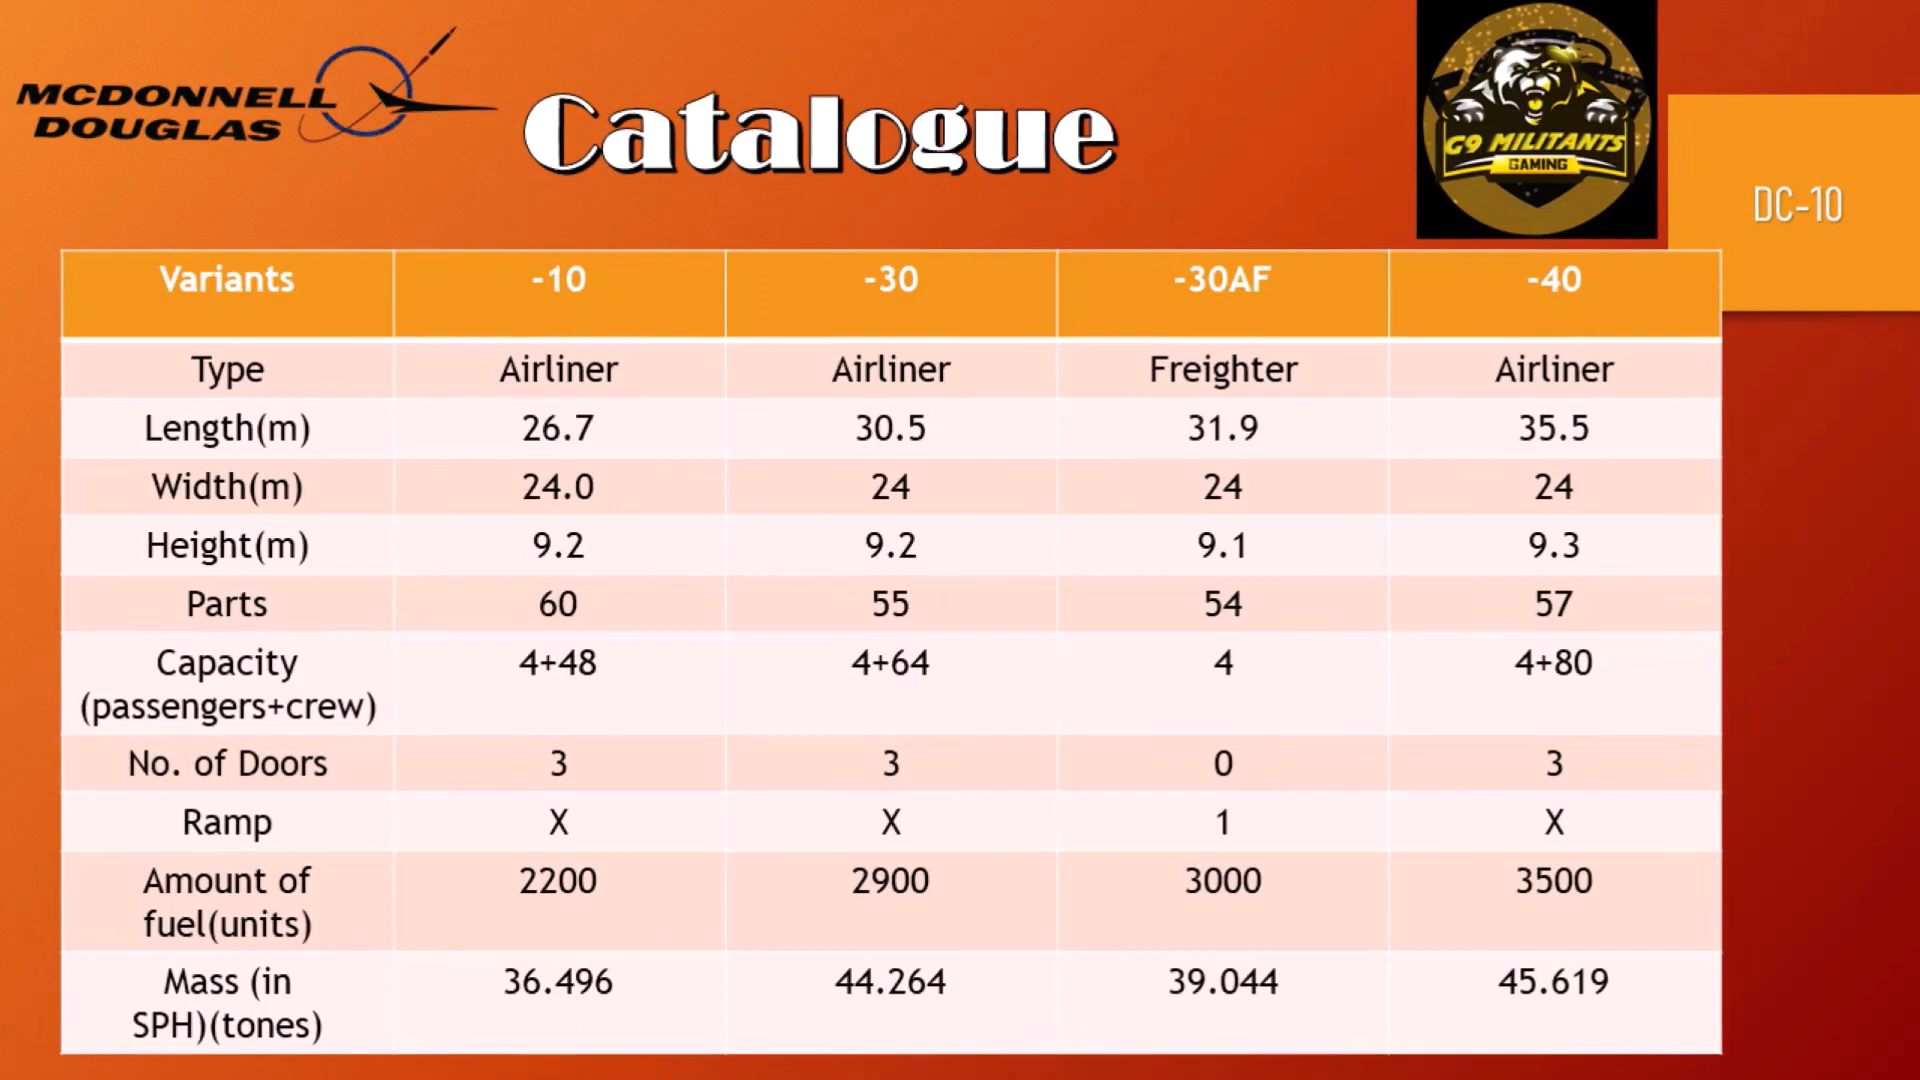 MCDONNELL
DOUGLAS
Catalogue
G9 MILITANTS
GAMING
DC-10
Variants -10 -30 -30AF -40
Type Airliner Airliner Freighter Airliner
Length(m) 26.7 30.5 31.9 35.5
Width(m) 24.0 24 24 24
Height(m) 9.2 9.2 9.1 9.3
Parts 60 55 54 57
Capacity 4+48 4+64 4 4+80
(passengers+crew)
No. of Doors 3 3 0 3
Ramp X X 1 X
Amount of 2200 2900 3000 3500
fuel(units)
Mass (in 36.496 44.264 39.044 45.619
SPH)(tones)